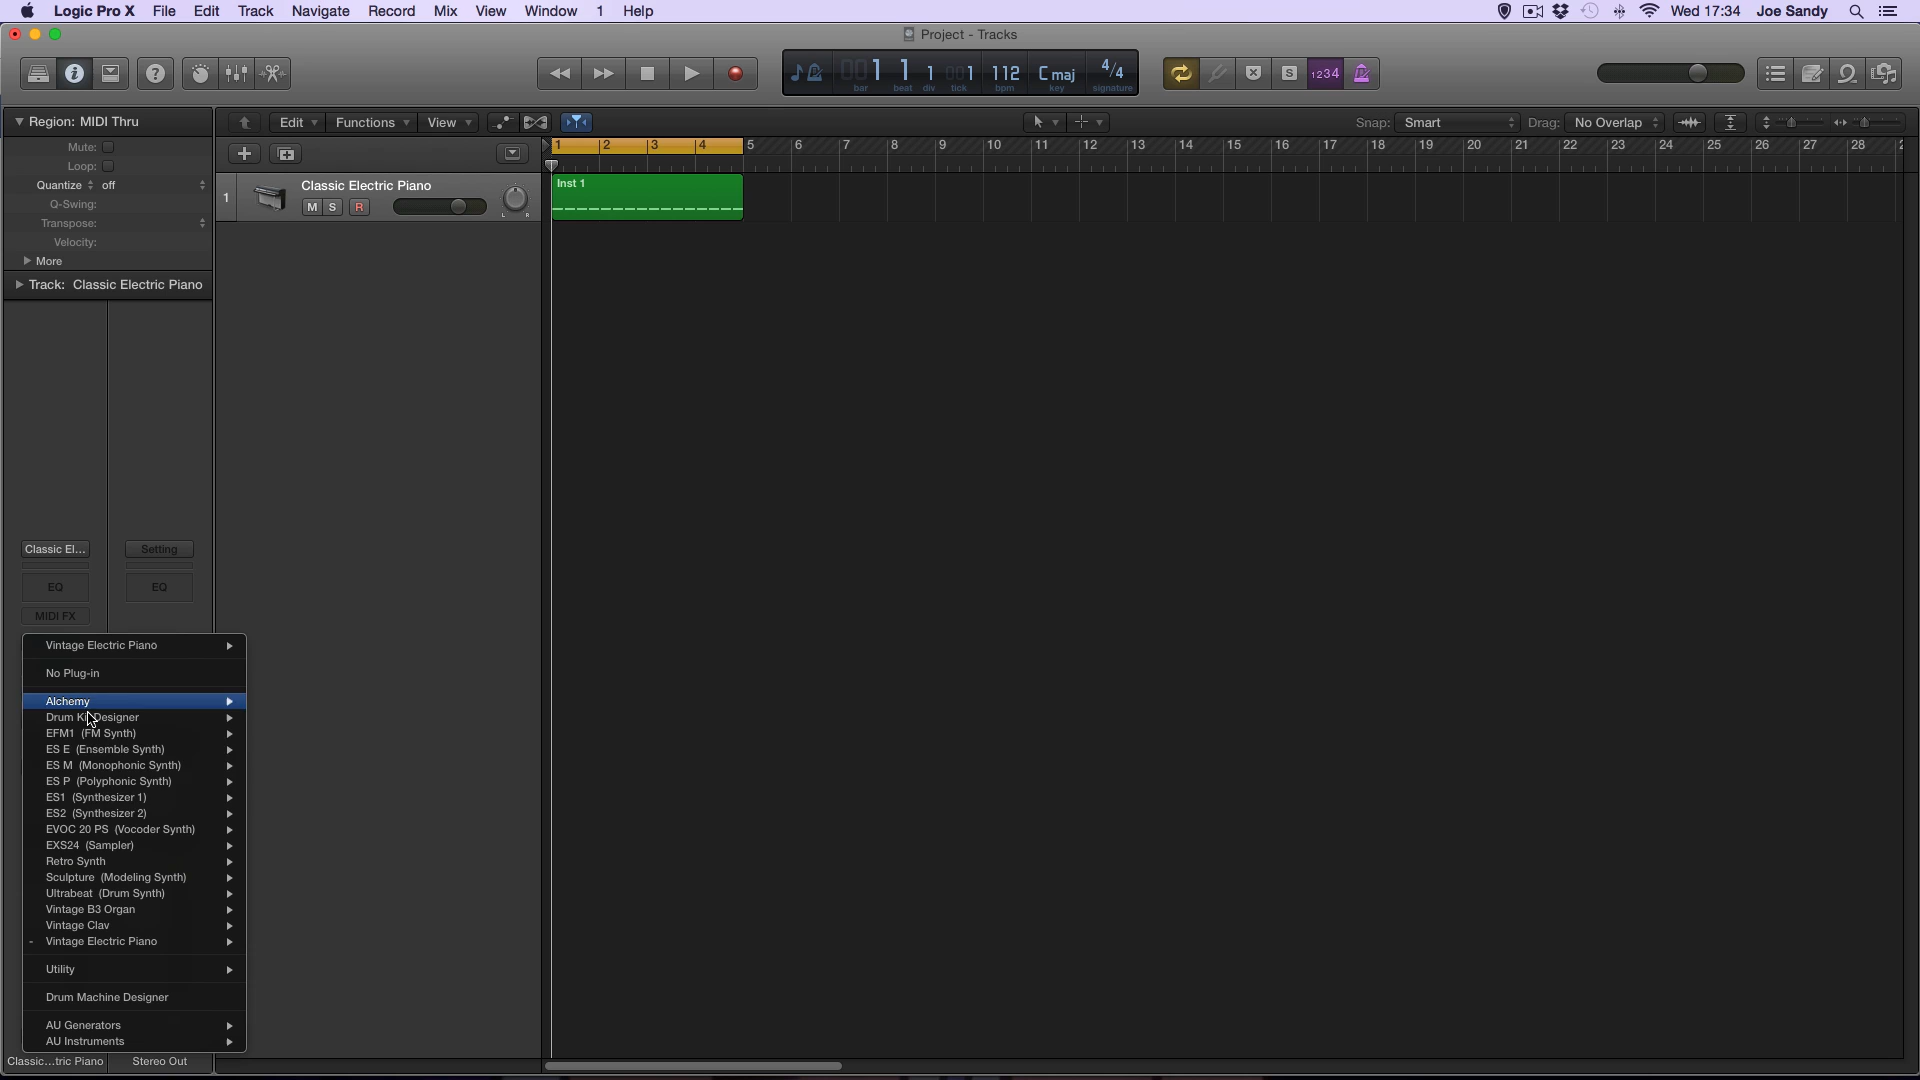 Logic Pro X File Edit Track Navigate Record Mix View Window 1 Help Wed 17:34 Joe Sandy
Project - Tracks
1 1 1 1 112 C maj 4/4
bar beat div tick bpm key signature
S 1234
Region: MIDI Thru
Edit Functions View Snap: Smart Drag: No Overlap
Mute:
Loop:
Quantize off
Q-Swing:
Transpose:
Velocity:
More
Track: Classic Electric Piano
1 2 3 4 5 6 7 8 9 10 11 12 13 14 15 16 17 18 19 20 21 22 23 24 25 26 27 28
1 Classic Electric Piano
M S R L R
Inst 1
Classic El... Setting
EQ EQ
MIDI FX
Vintage Electric Piano
No Plug-in
Alchemy
Drum Kit Designer
EFM1 (FM Synth)
ES E (Ensemble Synth)
ES M (Monophonic Synth)
ES P (Polyphonic Synth)
ES1 (Synthesizer 1)
ES2 (Synthesizer 2)
EVOC 20 PS (Vocoder Synth)
EXS24 (Sampler)
Retro Synth
Sculpture (Modeling Synth)
Ultrabeat (Drum Synth)
Vintage B3 Organ
Vintage Clav
- Vintage Electric Piano
Utility
Drum Machine Designer
AU Generators
AU Instruments
Classic...tric Piano Stereo Out